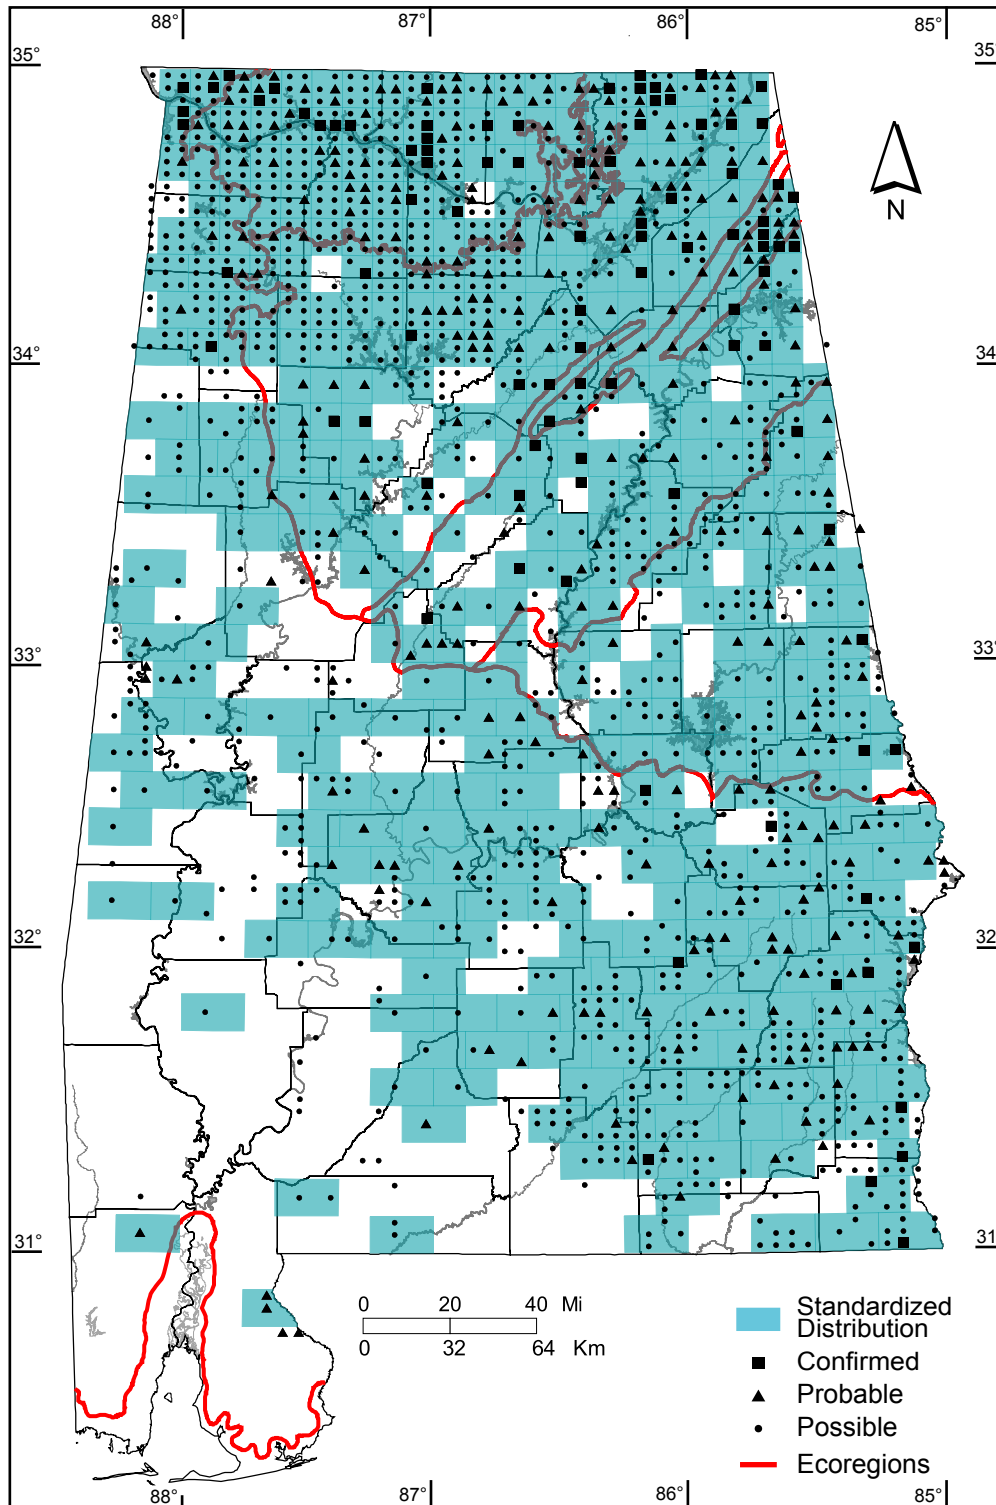 88° 87° 86° 85°
35° 35°
N
34° 34
33° 33°
32° 32
31° 31
0 20 40 Mi
0 32 64 Km
Standardized
Distribution
Confirmed
Probable
Possible
Ecoregions
88° 87° 86° 85°